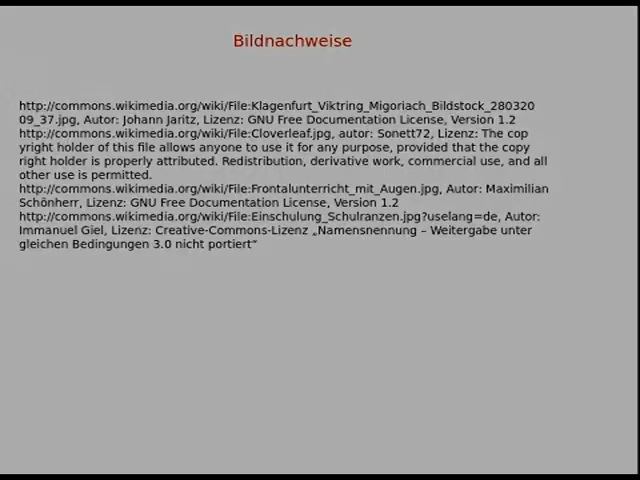 Bildnachweise
http://commons.wikimedia.org/wiki/File:Klagenfurt_Viktring_Migoriach_Bildstock_280320
09_37.jpg, Autor: Johann Jaritz, Lizenz: GNU Free Documentation License, Version 1.2
http://commons.wikimedia.org/wiki/File:Cloverleaf.jpg, autor: Sonett72, Lizenz: The cop
yright holder of this file allows anyone to use it for any purpose, provided that the copy
right holder is properly attributed. Redistribution, derivative work, commercial use, and all
other use is permitted.
http://commons.wikimedia.org/wiki/File:Frontalunterricht_mit_Augen.jpg, Autor: Maximilian
Schönherr, Lizenz: GNU Free Documentation License, Version 1.2
http://commons.wikimedia.org/wiki/File:Einschulung_Schulranzen.jpg?uselang=de, Autor:
Immanuel Giel, Lizenz: Creative-Commons-Lizenz „Namensnennung – Weitergabe unter
gleichen Bedingungen 3.0 nicht portiert“